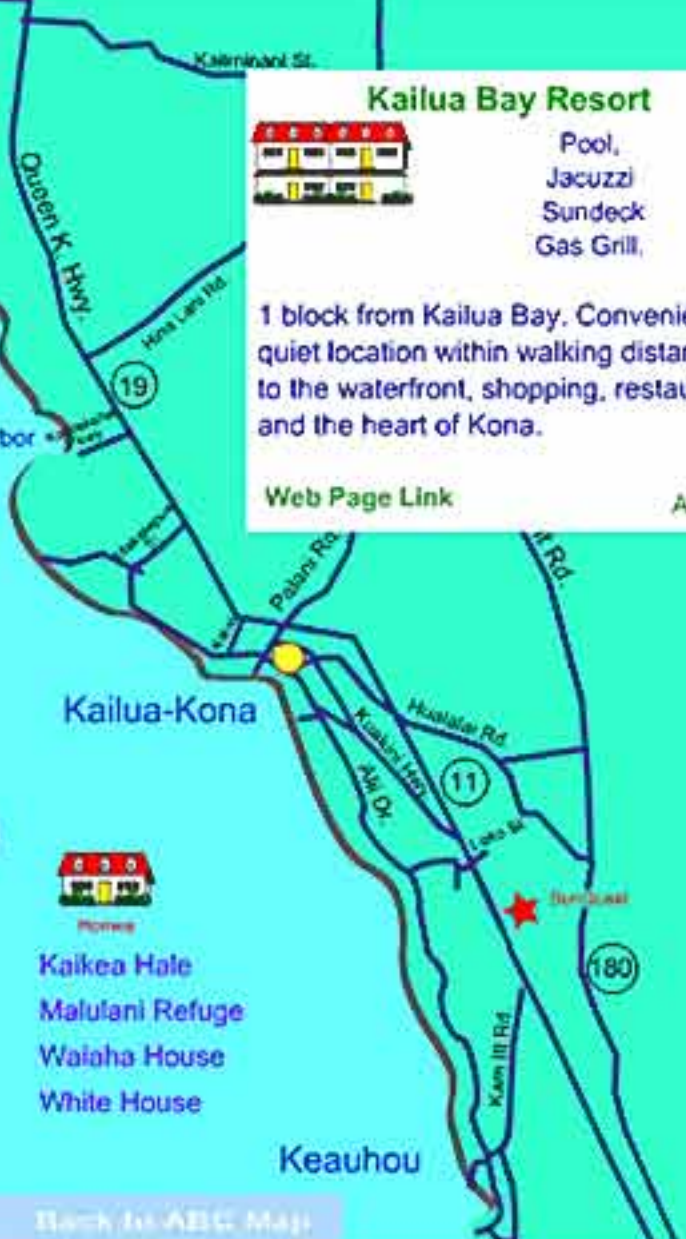 Kaiminani St.
Kailua Bay Resort
Pool,
Jacuzzi
Sundeck
Gas Grill,
Queen K. Hwy.
Hina Lani Rd.
1 block from Kailua Bay. Convenie
quiet location within walking distan
to the waterfront, shopping, restau
and the heart of Kona.
19
bor
Web Page Link
A
Palani Rd.
Rd.
Kailua-Kona
Hualalai Rd.
Kuakini Hwy.
Alii Dr.
11
Homes
Kaikea Hale
Malulani Refuge
Walaha House
White House
180
Kam III Rd
Keauhou
Back to ABC Map